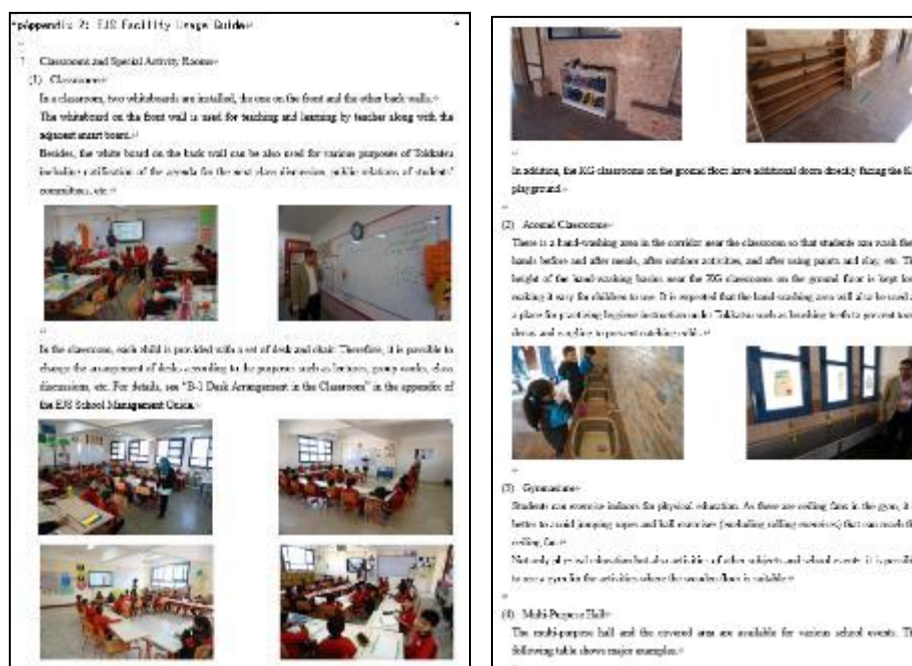 Appendix 2: EJS Facility Usage Guide
1. Classrooms and Special Activity Rooms
(1) Classrooms
In a classroom, two whiteboards are installed, the one on the front and the other back walls.
The whiteboard on the front wall is used for teaching and learning by teacher along with the
adjacent smart board.
Besides, the white board on the back wall can be also used for various purposes of Tokkatsu
including notification of the agenda for the next class discussion, public relations of students'
committees, etc.
In the classroom, each child is provided with a set of desk and chair. Therefore, it is possible to
change the arrangement of desks according to the purposes such as lectures, group works, class
discussions, etc. For details, see "B-1 Desk Arrangement in the Classroom" in the appendix of
the EJS School Management
In addition, the KG classrooms on the ground floor have additional doors directly facing the
playground.
(2) Around Classrooms
There is a hand-washing area in the corridor near the classroom so that students can wash
hands before and after meals, after outdoor activities, and after using paints and clay, etc.
height of the hand-washing basins near the KG classrooms on the ground floor is kept
making it easy for children to use. It is expected that the hand-washing area will also be used
a place for practicing hygiene instruction under Tokkatsu such as brushing teeth to prevent
decay and gargling to prevent catching colds.
(3) Gymnasium
Students can exercise indoors for physical education. As there are ceiling fans in the gym, it
better to avoid jumping ropes and ball exercises (including rolling exercises) that can reach
ceiling fan.
Not only physical education but also activities of other subjects and school events it is
to use a gym for the activities where the wooden floor is suitable
(4) Multi-Purpose Hall
The multi-purpose hall and the covered area are available for various school events.
following table shows major examples.